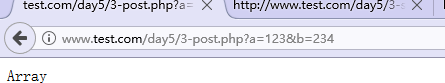 test.com/day5/3-post.php?a=
http://www.test.com/day5/3-
www.test.com/day5/3-post.php?a=123&b=234
Array